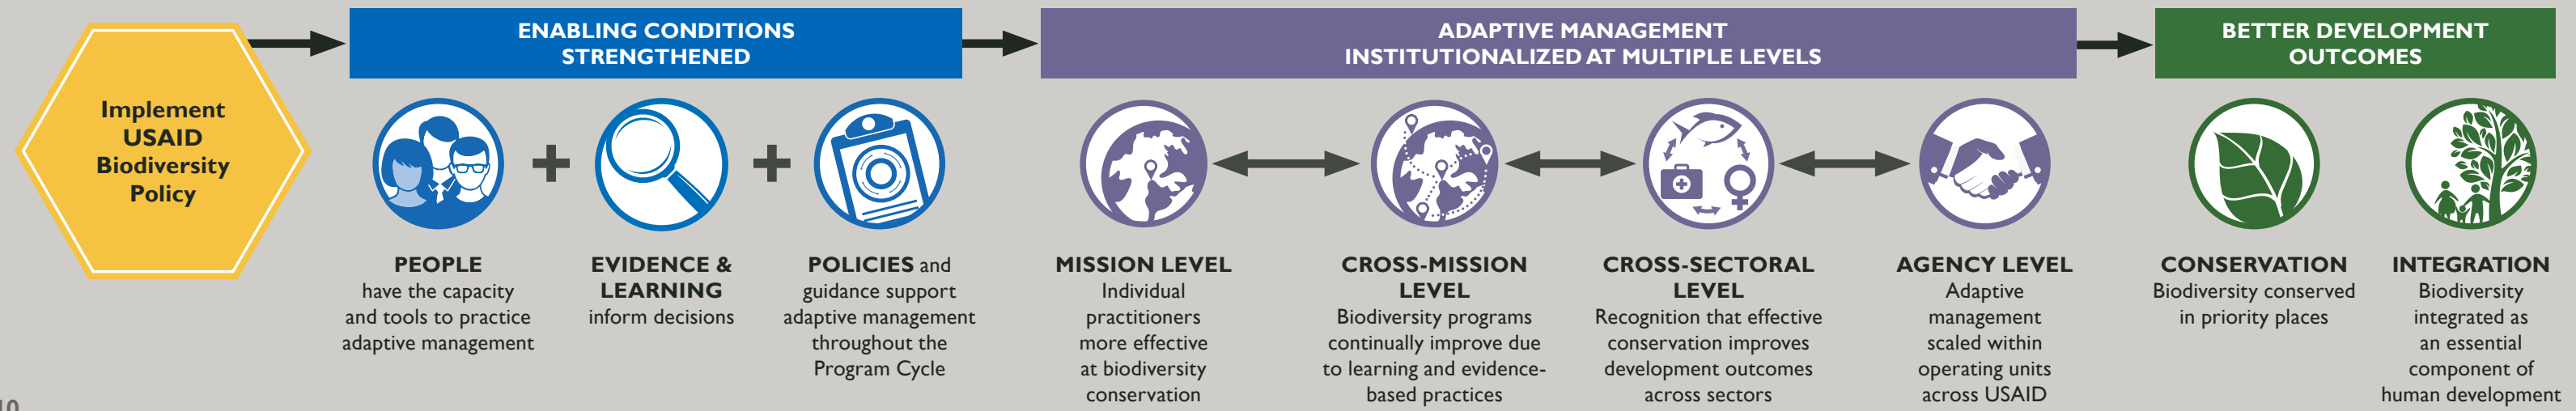 Implement
USAID
Biodiversity
Policy
ENABLING CONDITIONS
STRENGTHENED
PEOPLE
have the capacity
and tools to practice
adaptive management
EVIDENCE &
LEARNING
inform decisions
POLICIES and
guidance support
adaptive management
throughout the
Program Cycle
ADAPTIVE MANAGEMENT
INSTITUTIONALIZED AT MULTIPLE LEVELS
MISSION LEVEL
Individual
practitioners
more effective
at biodiversity
conservation
CROSS-MISSION
LEVEL
Biodiversity programs
continually improve due
to learning and evidence-
based practices
CROSS-SECTORAL
LEVEL
Recognition that effective
conservation improves
development outcomes
across sectors
AGENCY LEVEL
Adaptive
management
scaled within
operating units
across USAID
BETTER DEVELOPMENT
OUTCOMES
CONSERVATION
Biodiversity conserved
in priority places
INTEGRATION
Biodiversity
integrated as
an essential
component of
human development